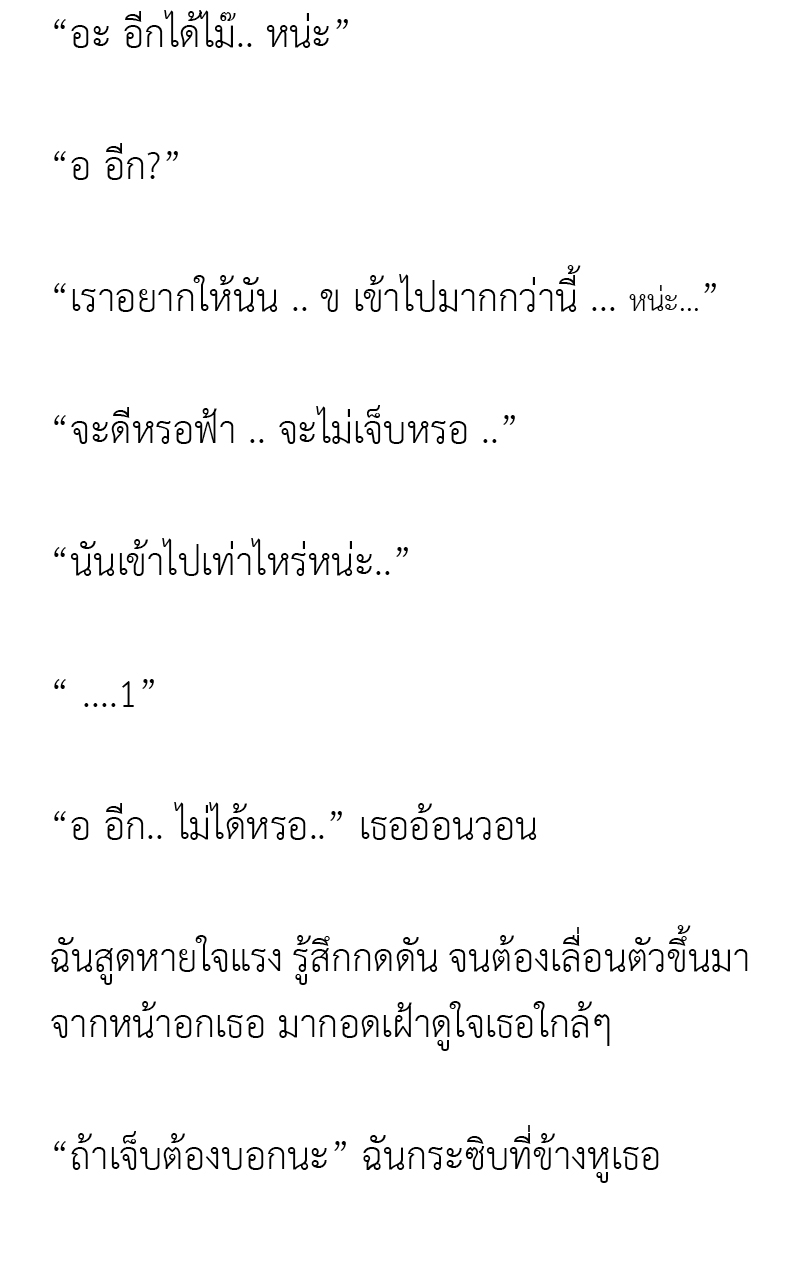 “อะ อีกได้ไม๊.. หน่ะ”
“อ อีก?”
“เราอยากให้นัน .. ข เข้าไปมากกว่านี้ ... หน่ะ...”
“จะดีหรอฟ้า .. จะไม่เจ็บหรอ ..”
“นันเข้าไปเท่าไหร่หน่ะ..”
“ ....1”
“อ อีก.. ไม่ได้หรอ..” เธออ้อนวอน
ฉันสูดหายใจแรง รู้สึกกดดัน จนต้องเลื่อนตัวขึ้นมา
จากหน้าอกเธอ มากอดเฝ้าดูใจเธอใกล้ๆ
“ถ้าเจ็บต้องบอกนะ” ฉันกระซิบที่ข้างหูเธอ